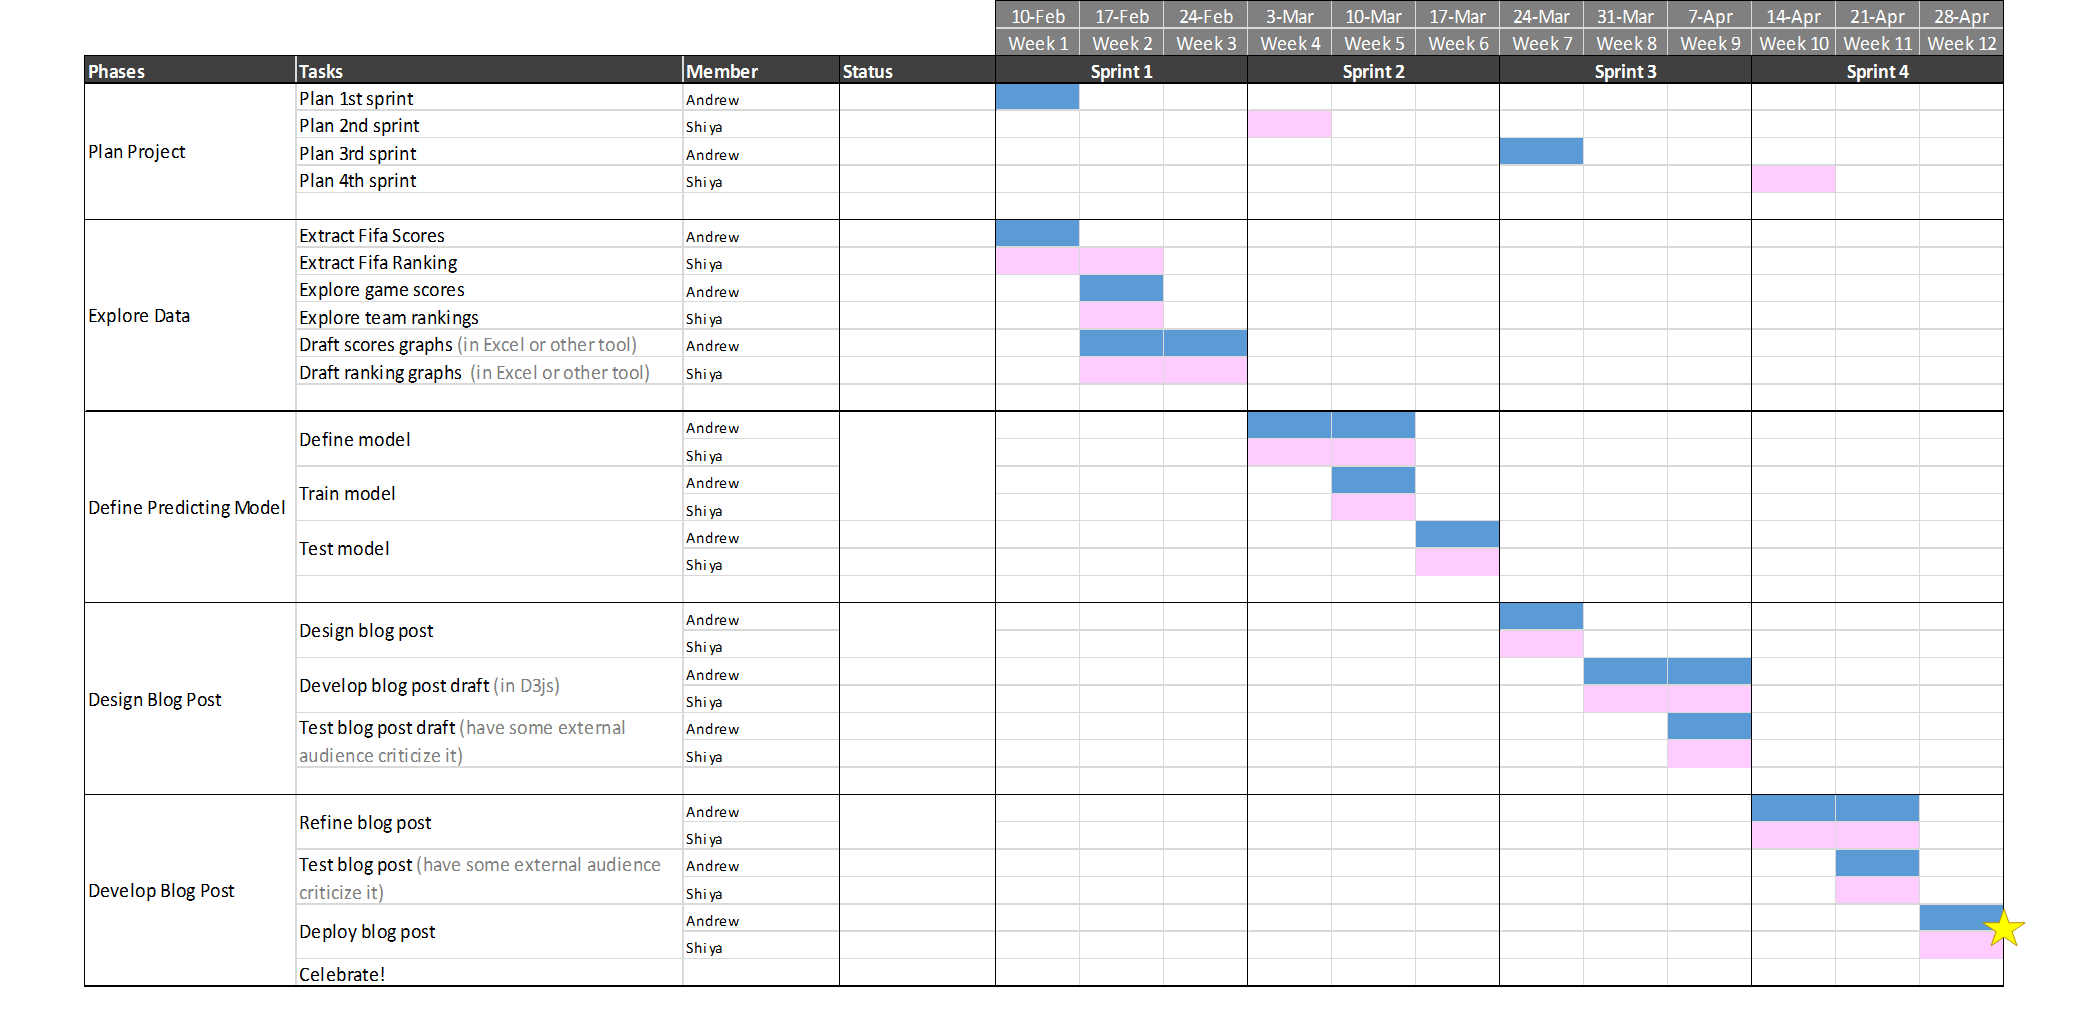 10-Feb 17-Feb 24-Feb 3-Mar 10-Mar 17-Mar 24-Mar 31-Mar 7-Apr 14-Apr 21-Apr 28-Apr
Week 1 Week 2 Week 3 Week 4 Week 5 Week 6 Week 7 Week 8 Week 9 Week 10 Week 11 Week 12
Phases Tasks Member Status Sprint 1 Sprint 2 Sprint 3 Sprint 4
Plan Project
Plan 1st sprint Andrew
Plan 2nd sprint Shiya
Plan 3rd sprint Andrew
Plan 4th sprint Shiya
Explore Data
Extract Fifa Scores Andrew
Extract Fifa Ranking Shiya
Explore game scores Andrew
Explore team rankings Shiya
Draft scores graphs (in Excel or other tool) Andrew
Draft ranking graphs (in Excel or other tool) Shiya
Define Predicting Model
Define model
Andrew
Shiya
Train model
Andrew
Shiya
Test model
Andrew
Shiya
Design Blog Post
Design blog post
Andrew
Shiya
Develop blog post draft (in D3js)
Andrew
Shiya
Test blog post draft (have some external
audience criticize it)
Andrew
Shiya
Develop Blog Post
Refine blog post
Andrew
Shiya
Test blog post (have some external audience
criticize it)
Andrew
Shiya
Deploy blog post
Andrew
Shiya
Celebrate!